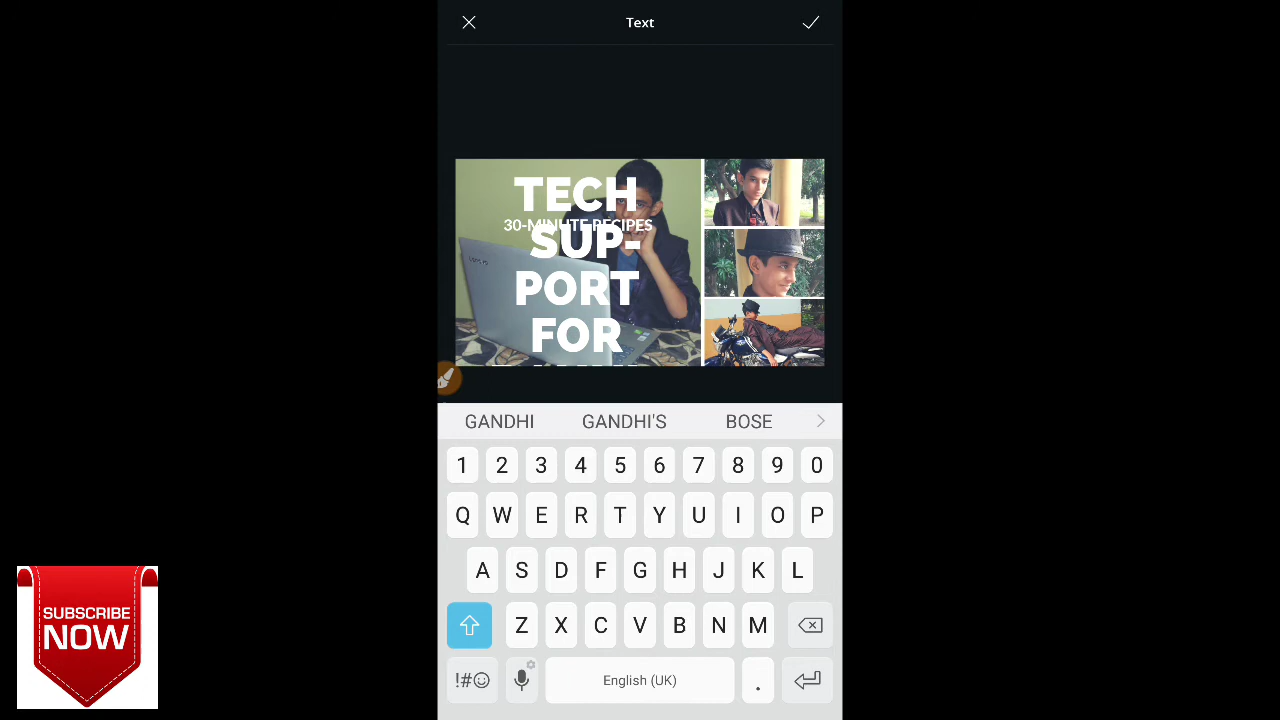 Text
TECH
30-MINUTE RECIPES
SUP-
PORT
FOR
GANDHI GANDHI'S BOSE
1 2 3 4 5 6 7 8 9 0
Q W E R T Y U I O P
A S D F G H J K L
Z X C V B N M
!#☺ English (UK) .
SUBSCRIBE
NOW